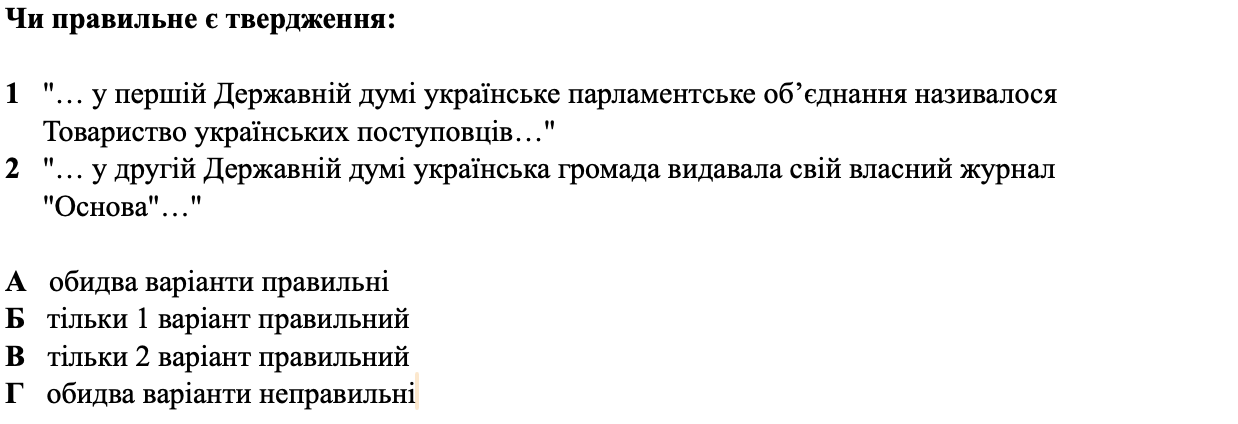 Чи правильне є твердження:
1 "… у першій Державній думі українське парламентське об’єднання називалося
Товариство українських поступовців…"
2 "… у другій Державній думі українська громада видавала свій власний журнал
"Основа"…"
А обидва варіанти правильні
Б тільки 1 варіант правильний
В тільки 2 варіант правильний
Г обидва варіанти неправильні